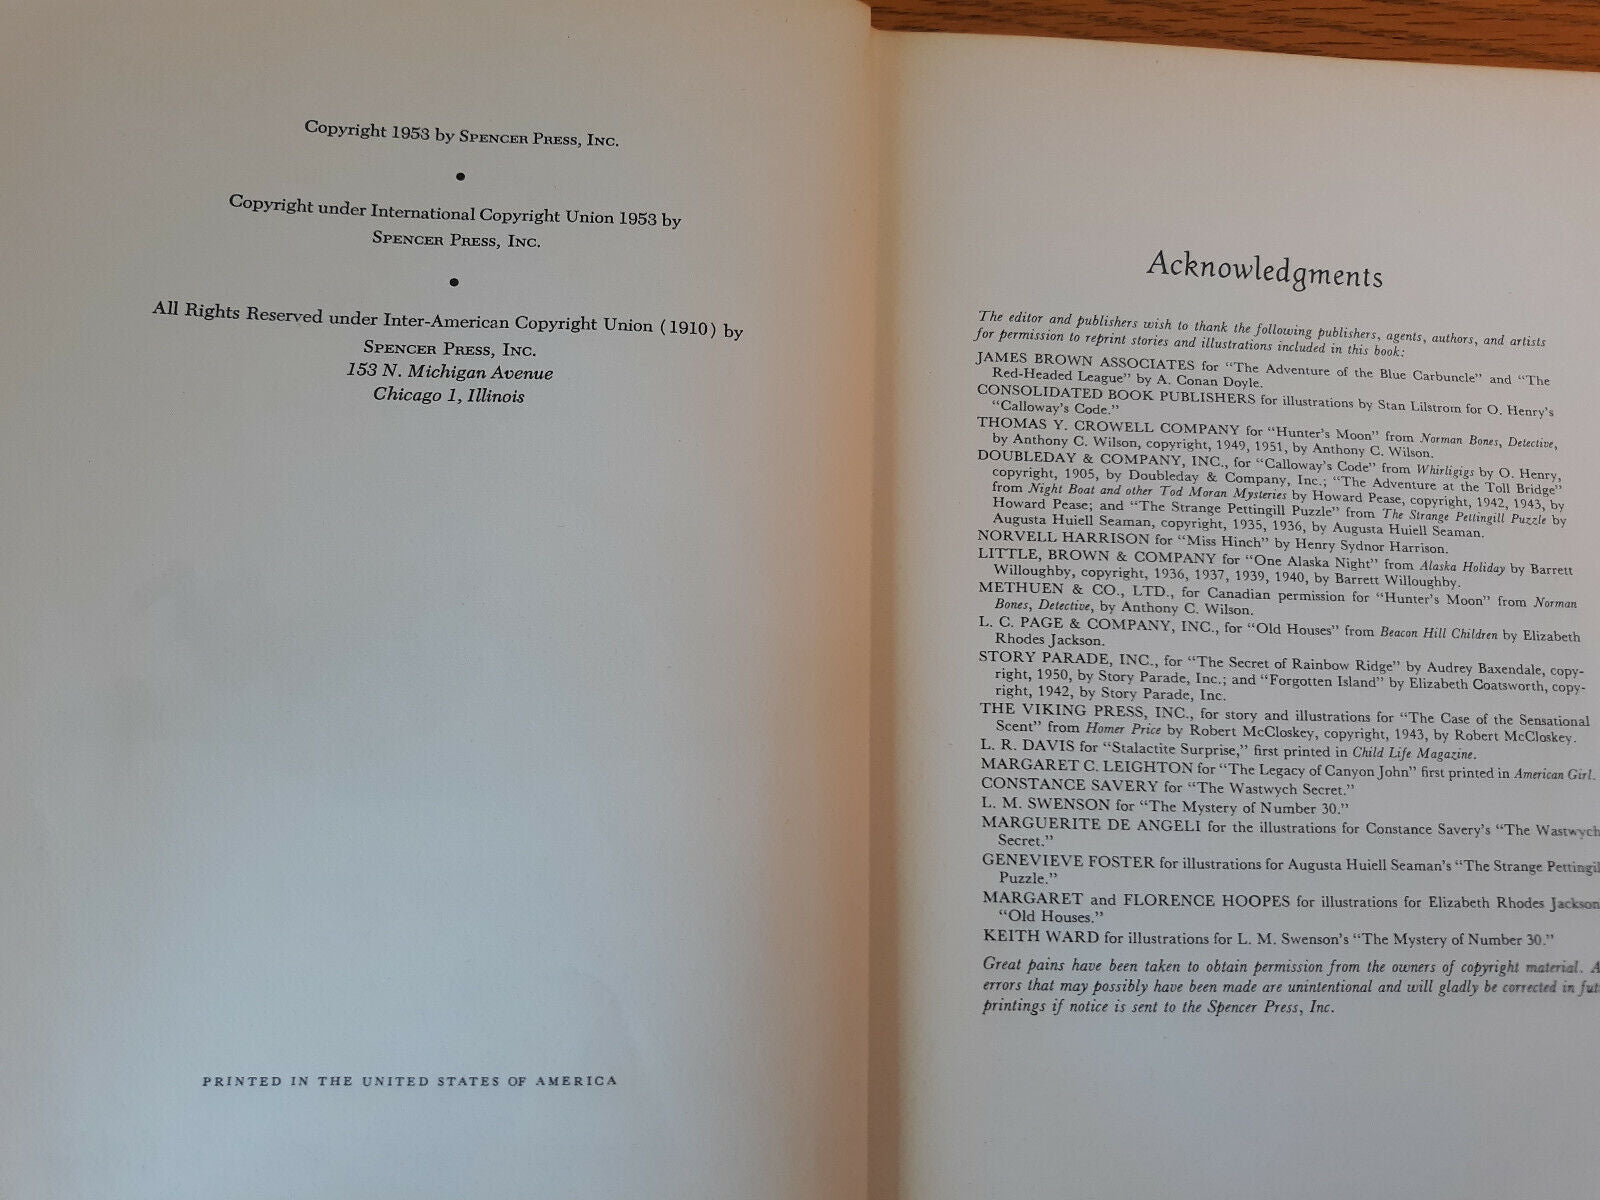 Copyright 1953 by Spencer Press, Inc.
•
Copyright under International Copyright Union 1953 by
Spencer Press, Inc.
•
All Rights Reserved under Inter-American Copyright Union (1910) by
Spencer Press, Inc.
153 N. Michigan Avenue
Chicago 1, Illinois
PRINTED IN THE UNITED STATES OF AMERICA
Acknowledgments
The editor and publishers wish to thank the following publishers, agents, authors, and artists
for permission to reprint stories and illustrations included in this book:
JAMES BROWN ASSOCIATES for "The Adventure of the Blue Carbuncle" and "The
Red-Headed League" by A. Conan Doyle.
CONSOLIDATED BOOK PUBLISHERS for illustrations by Stan Lilstrom for O. Henry's
"Calloway's Code."
THOMAS Y. CROWELL COMPANY for "Hunter's Moon" from Norman Bones, Detective,
by Anthony C. Wilson, copyright, 1949, 1951, by Anthony C. Wilson.
DOUBLEDAY & COMPANY, INC., for "Calloway's Code" from Whirligigs by O. Henry,
copyright, 1905, by Doubleday & Company, Inc.; "The Adventure at the Toll Bridge"
from Night Boat and other Tod Moran Mysteries by Howard Pease, copyright, 1942, 1943, by
Howard Pease; and "The Strange Pettingill Puzzle" from The Strange Pettingill Puzzle by
Augusta Huiell Seaman, copyright, 1935, 1936, by Augusta Huiell Seaman.
NORVELL HARRISON for "Miss Hinch" by Henry Sydnor Harrison.
LITTLE, BROWN & COMPANY for "One Alaska Night" from Alaska Holiday by Barrett
Willoughby, copyright, 1936, 1937, 1939, 1940, by Barrett Willoughby.
METHUEN & CO., LTD., for Canadian permission for "Hunter's Moon" from Norman
Bones, Detective, by Anthony C. Wilson.
L. C. PAGE & COMPANY, INC., for "Old Houses" from Beacon Hill Children by Elizabeth
Rhodes Jackson.
STORY PARADE, INC., for "The Secret of Rainbow Ridge" by Audrey Baxendale, copy-
right, 1950, by Story Parade, Inc.; and "Forgotten Island" by Elizabeth Coatsworth, copy-
right, 1942, by Story Parade, Inc.
THE VIKING PRESS, INC., for story and illustrations for "The Case of the Sensational
Scent" from Homer Price by Robert McCloskey, copyright, 1943, by Robert McCloskey.
L. R. DAVIS for "Stalactite Surprise," first printed in Child Life Magazine.
MARGARET C. LEIGHTON for "The Legacy of Canyon John" first printed in American Girl.
CONSTANCE SAVERY for "The Wastwych Secret."
L. M. SWENSON for "The Mystery of Number 30."
MARGUERITE DE ANGELI for the illustrations for Constance Savery's "The Wastwych
Secret."
GENEVIEVE FOSTER for illustrations for Augusta Huiell Seaman's "The Strange Pettingil
Puzzle."
MARGARET and FLORENCE HOOPES for illustrations for Elizabeth Rhodes Jackson
"Old Houses."
KEITH WARD for illustrations for L. M. Swenson's "The Mystery of Number 30."
Great pains have been taken to obtain permission from the owners of copyright material. A
errors that may possibly have been made are unintentional and will gladly be corrected in fut
printings if notice is sent to the Spencer Press, Inc.